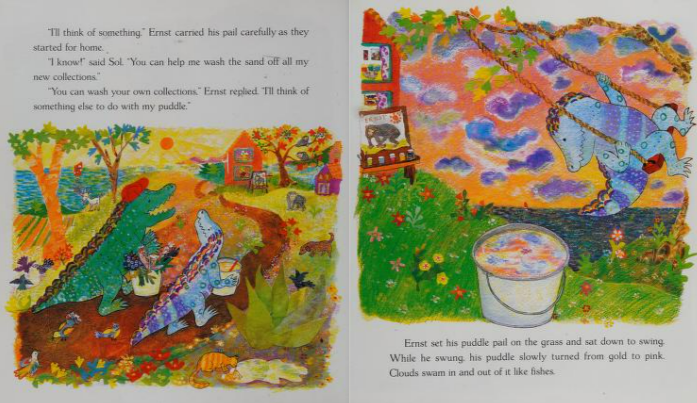 "I'll think of something." Ernst carried his pail carefully as they
started for home.
"I know!" said Sol. "You can help me wash the sand off all my
new collections."
"You can wash your own collections," Ernst replied. "I'll think of
something else to do with my puddle."
ERNST
Ernst set his puddle pail on the grass and sat down to swing.
While he swung, his puddle slowly turned from gold to pink.
Clouds swam in and out of it like fishes.